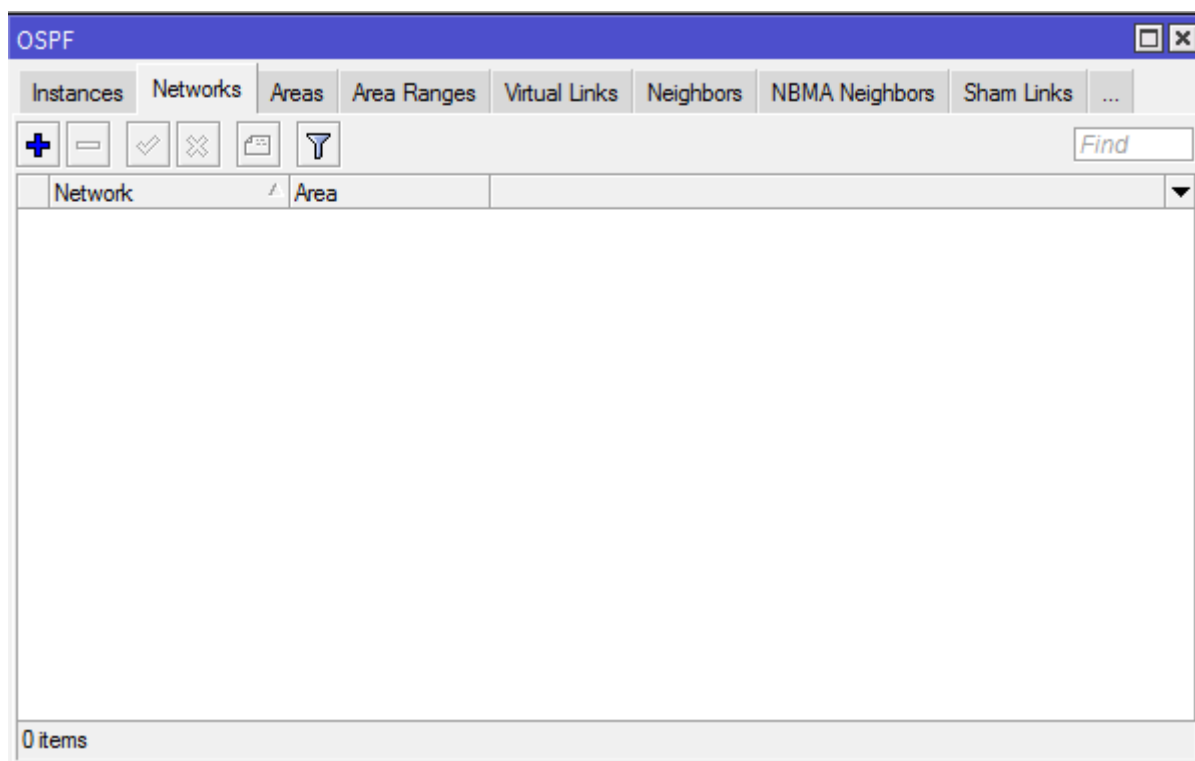 OSPF
Instances Networks Areas Area Ranges Virtual Links Neighbors NBMA Neighbors Sham Links ...
Find
Network Area
0 items